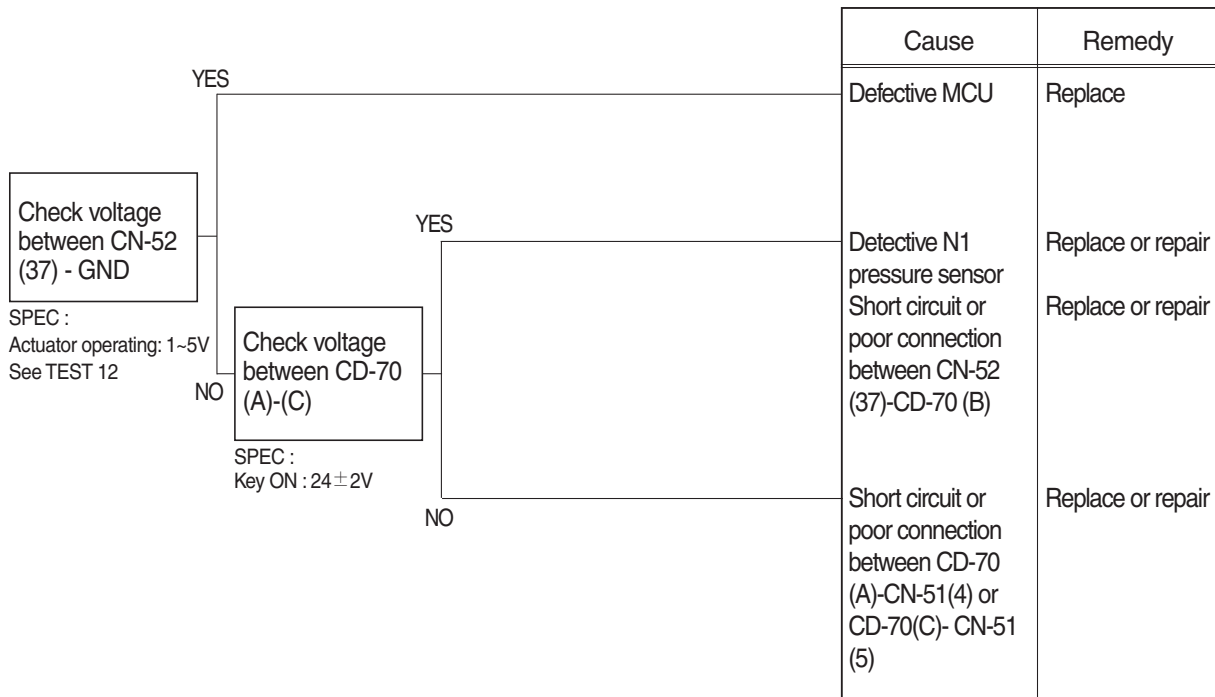 Cause
Remedy
YES
Defective MCU
Replace
Check voltage
between CN-52
(37) - GND
SPEC :
Actuator operating: 1~5V
See TEST 12
NO
Check voltage
between CD-70
(A)-(C)
SPEC :
Key ON : 24±2V
YES
Detective N1
pressure sensor
Replace or repair
Short circuit or
poor connection
between CN-52
(37)-CD-70 (B)
Replace or repair
NO
Short circuit or
poor connection
between CD-70
(A)-CN-51(4) or
CD-70(C)- CN-51
(5)
Replace or repair